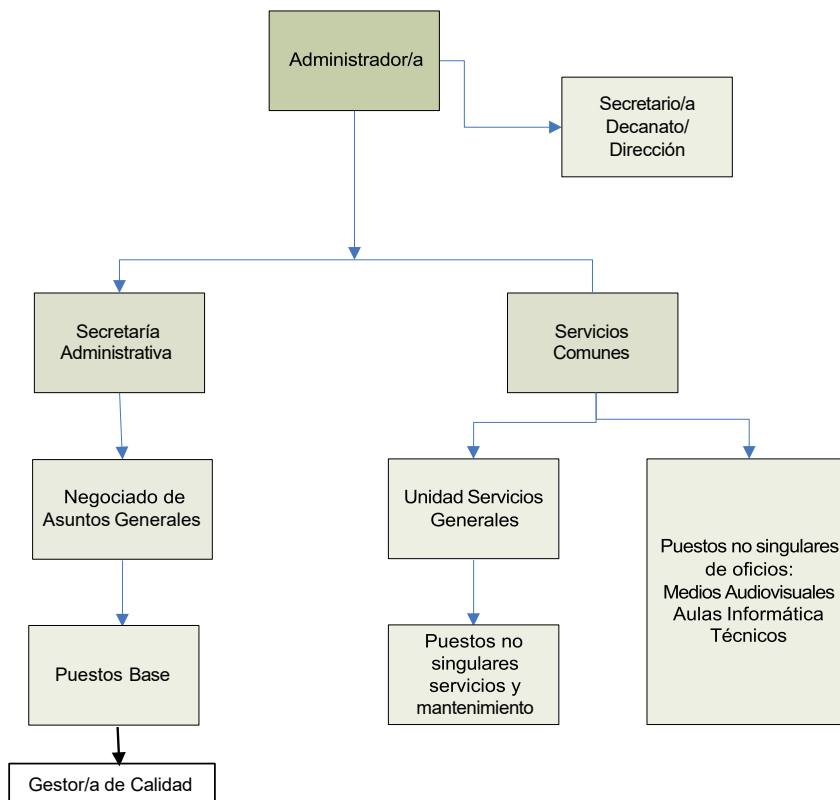 Administrador/a
Secretario/a
Decanato/
Dirección
Secretaría
Administrativa
Servicios
Comunes
Negociado de
Asuntos Generales
Unidad Servicios
Generales
Puestos no singulares
de oficios:
Medios Audiovisuales
Aulas Informática
Técnicos
Puestos Base
Puestos no
singulares
servicios y
mantenimiento
Gestor/a de Calidad